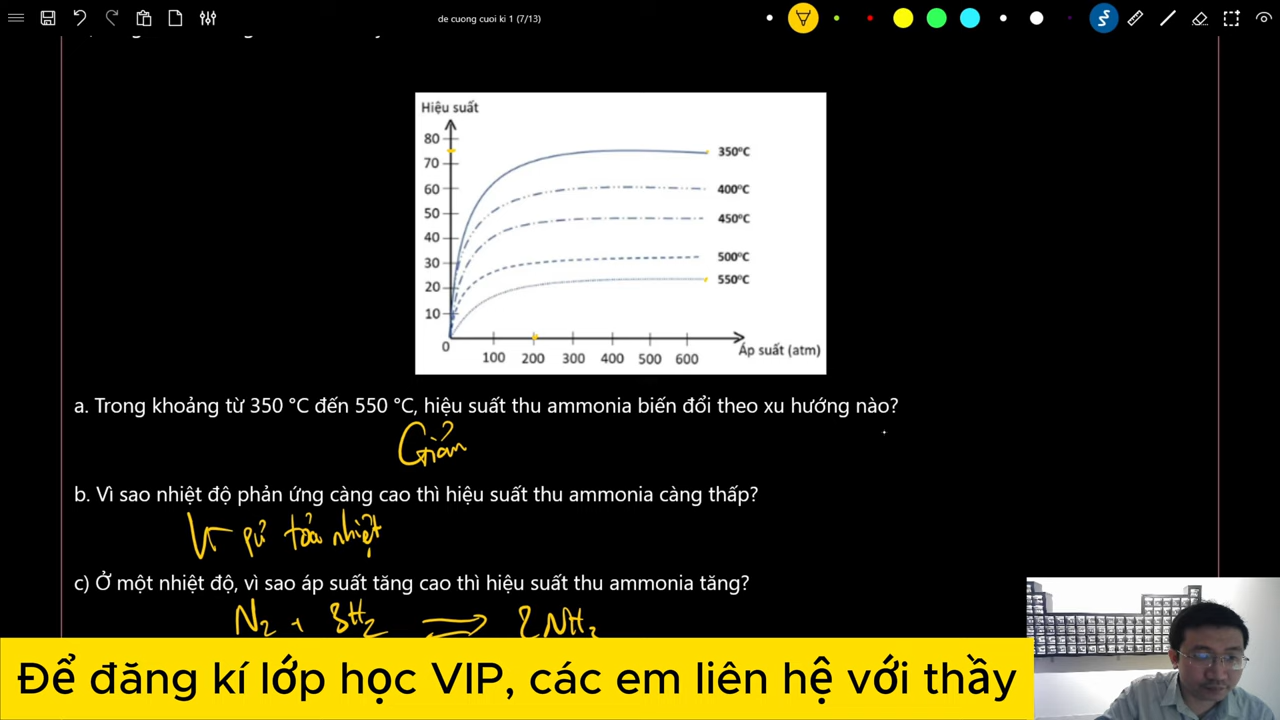 de cuong cuoi ki 1 (7/13)
Hiệu suất
80
70
60
50
40
30
20
10
0
350°C
400°C
450°C
500°C
550°C
100 200 300 400 500 600
Áp suất (atm)
a. Trong khoảng từ 350 °C đến 550 °C, hiệu suất thu ammonia biến đổi theo xu hướng nào?
Giảm
b. Vì sao nhiệt độ phản ứng càng cao thì hiệu suất thu ammonia càng thấp?
Vì pứ tỏa nhiệt
c) Ở một nhiệt độ, vì sao áp suất tăng cao thì hiệu suất thu ammonia tăng?
N₂ + 3H₂ ⇌ 2NH₃
Để đăng kí lớp học VIP, các em liên hệ với thầy